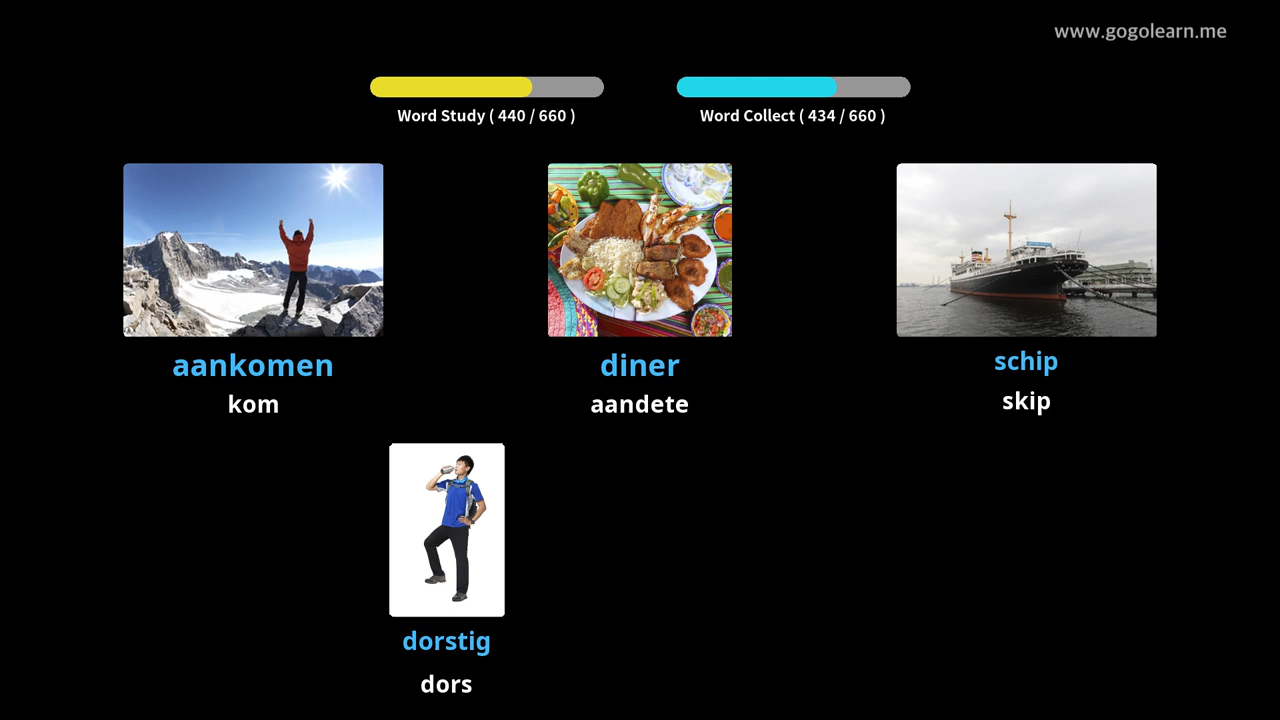 www.gogolearn.me
Word Study ( 440 / 660 )
Word Collect ( 434 / 660 )
aankomen
kom
diner
aandete
schip
skip
dorstig
dors